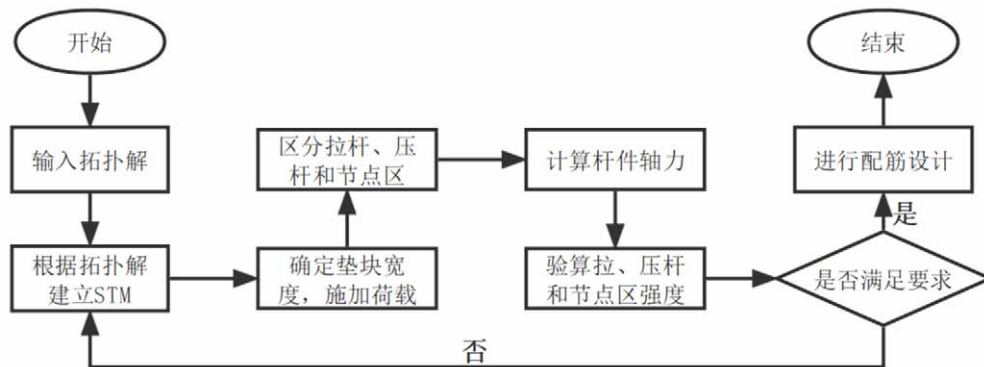 开始
输入拓扑解
根据拓扑解
建立STM
确定垫块宽
度，施加荷载
区分拉杆、压
杆和节点区
计算杆件轴力
验算拉、压杆
和节点区强度
是否满足要求
是
进行配筋设计
结束
否